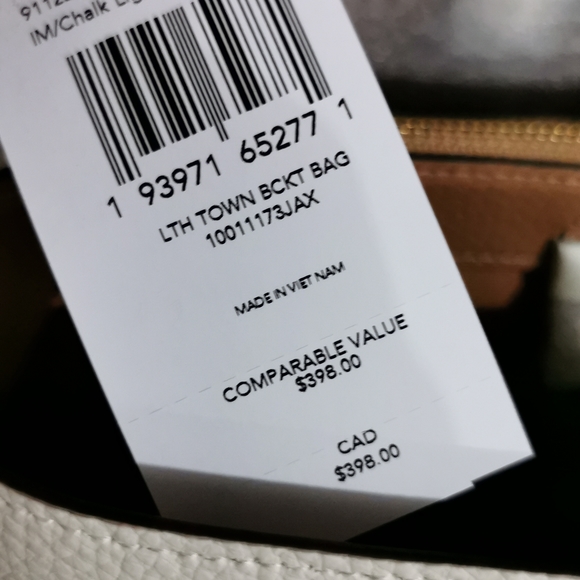 IM/Chalk
1 93971 65277 1
LTH TOWN BCKT BAG
10011173JAX
MADE IN VIET NAM
COMPARABLE VALUE
$398.00
CAD
$398.00